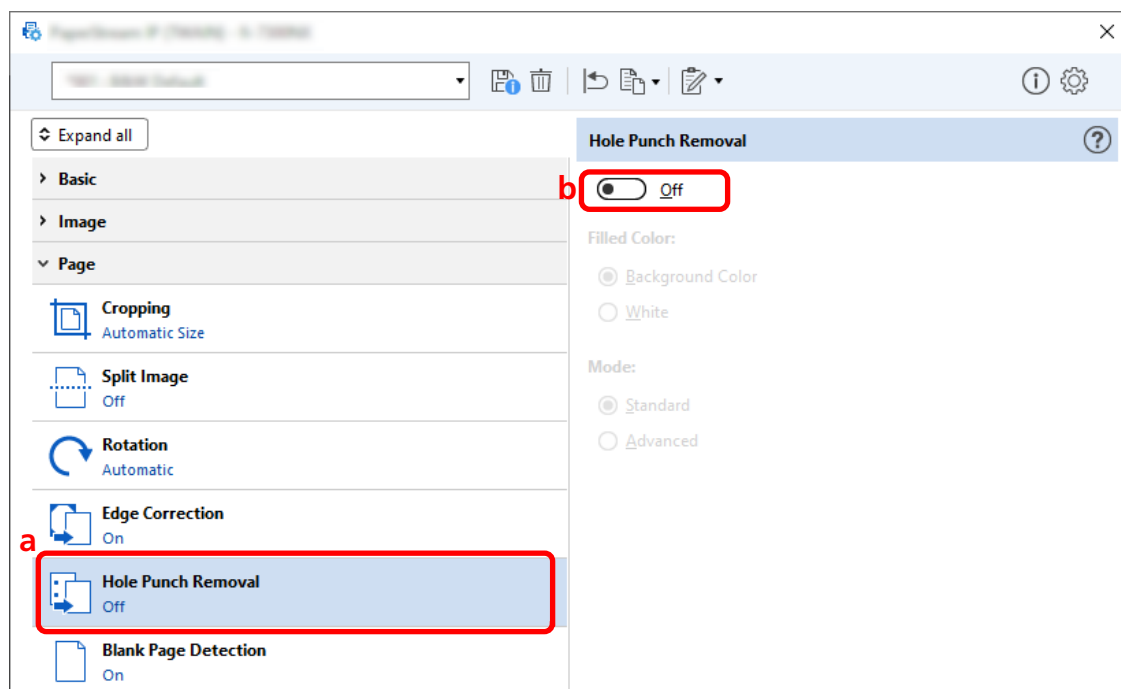 Expand all
Basic
Image
Page
Cropping
Automatic Size
Split Image
Off
Rotation
Automatic
Edge Correction
On
a
Hole Punch Removal
Off
Blank Page Detection
On
Hole Punch Removal
b
Off
Filled Color:
Background Color
White
Mode:
Standard
Advanced